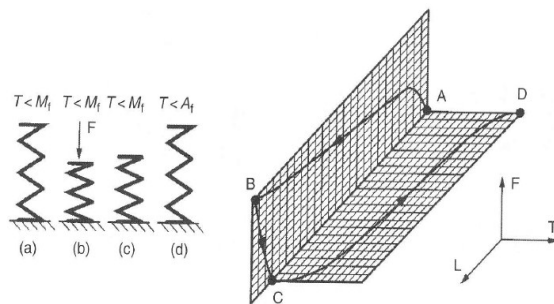 T < Mf T < Mf T < Mf T < Af
F
(a) (b) (c) (d)
A
D
B
C
F
T
L